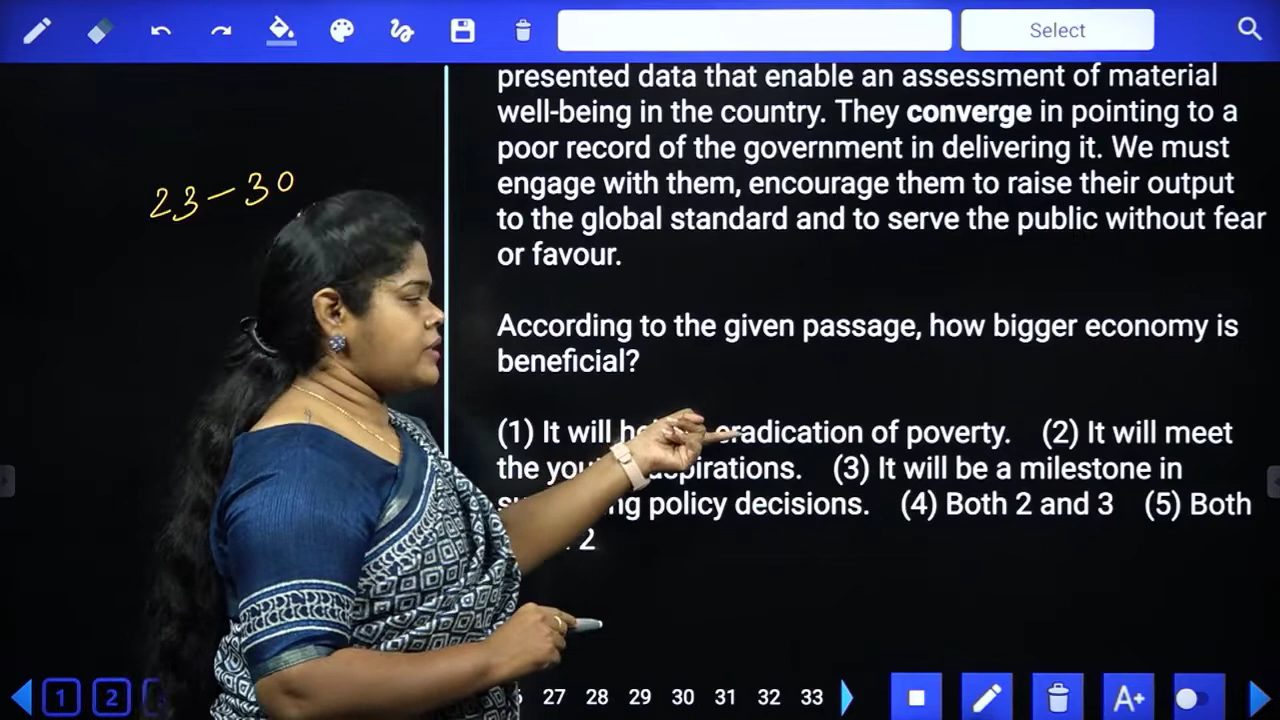 Select
presented data that enable an assessment of material
well-being in the country. They converge in pointing to a
poor record of the government in delivering it. We must
engage with them, encourage them to raise their output
to the global standard and to serve the public without fear
or favour.
23-30
According to the given passage, how bigger economy is
beneficial?
(1) It will eradication of poverty. (2) It will meet
the aspirations. (3) It will be a milestone in
policy decisions. (4) Both 2 and 3 (5) Both
2
1 2 27 28 29 30 31 32 33
A+